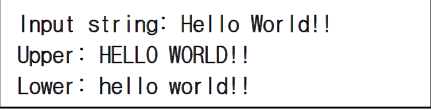 Input string: Hello World!!
Upper: HELLO WORLD!!
Lower: hello world!!